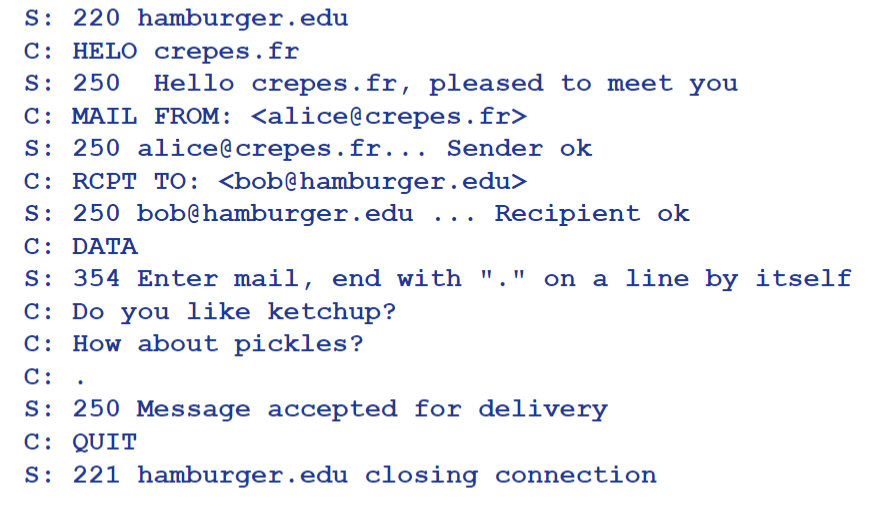 S: 220 hamburger.edu
C: HELO crepes.fr
S: 250  Hello crepes.fr, pleased to meet you
C: MAIL FROM: <alice@crepes.fr>
S: 250 alice@crepes.fr... Sender ok
C: RCPT TO: <bob@hamburger.edu>
S: 250 bob@hamburger.edu ... Recipient ok
C: DATA
S: 354 Enter mail, end with "." on a line by itself
C: Do you like ketchup?
C: How about pickles?
C: .
S: 250 Message accepted for delivery
C: QUIT
S: 221 hamburger.edu closing connection